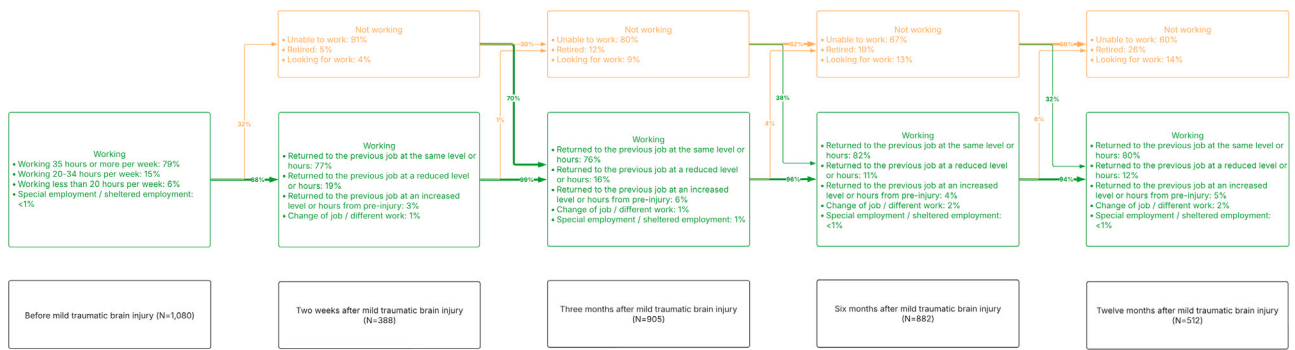 Not working
• Unable to work: 91%
• Retired: 5%
• Looking for work: 4%
Not working
• Unable to work: 80%
• Retired: 12%
• Looking for work: 9%
Not working
• Unable to work: 67%
• Retired: 19%
• Looking for work: 13%
Not working
• Unable to work: 60%
• Retired: 26%
• Looking for work: 14%
32%
30%
70%
1%
62%
38%
4%
68%
32%
6%
Working
• Working 35 hours or more per week: 79%
• Working 20-34 hours per week: 15%
• Working less than 20 hours per week: 6%
• Special employment / sheltered employment:
<1%
68%
Working
• Returned to the previous job at the same level or
hours: 77%
• Returned to the previous job at a reduced level
or hours: 19%
• Returned to the previous job at an increased
level or hours from pre-injury: 3%
• Change of job / different work: 1%
99%
Working
• Returned to the previous job at the same level or
hours: 76%
• Returned to the previous job at a reduced level
or hours: 16%
• Returned to the previous job at an increased
level or hours from pre-injury: 6%
• Change of job / different work: 1%
• Special employment / sheltered employment: 1%
96%
Working
• Returned to the previous job at the same level or
hours: 82%
• Returned to the previous job at a reduced level
or hours: 11%
• Returned to the previous job at an increased
level or hours from pre-injury: 4%
• Change of job / different work: 2%
• Special employment / sheltered employment:
<1%
94%
Working
• Returned to the previous job at the same level or
hours: 80%
• Returned to the previous job at a reduced level or
hours: 12%
• Returned to the previous job at an increased
level or hours from pre-injury: 5%
• Change of job / different work: 2%
• Special employment / sheltered employment:
<1%
Before mild traumatic brain injury (N=1,080)
Two weeks after mild traumatic brain injury
(N=388)
Three months after mild traumatic brain injury
(N=905)
Six months after mild traumatic brain injury
(N=882)
Twelve months after mild traumatic brain injury
(N=512)